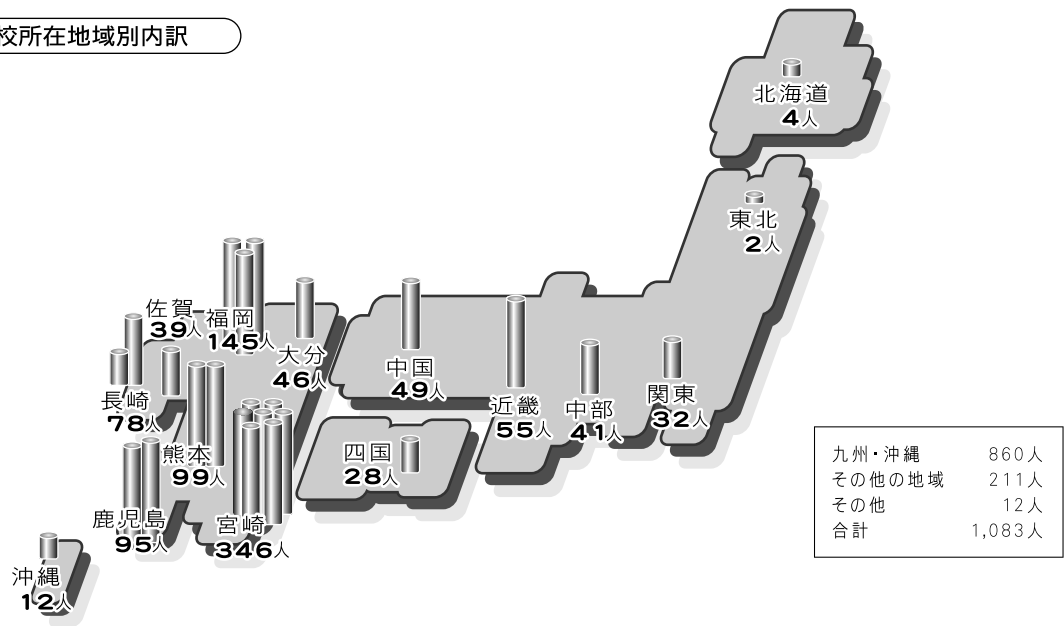 校所在地域別内訳
北海道
4人
東北
2人
佐賀
39人
福岡
145人
大分
46人
中国
49人
近畿
55人
中部
41人
関東
32人
長崎
78人
熊本
99人
四国
28人
鹿児島
95人
宮崎
346人
沖縄
12人
九州・沖縄 860人
その他の地域 211人
その他 12人
合計 1,083人